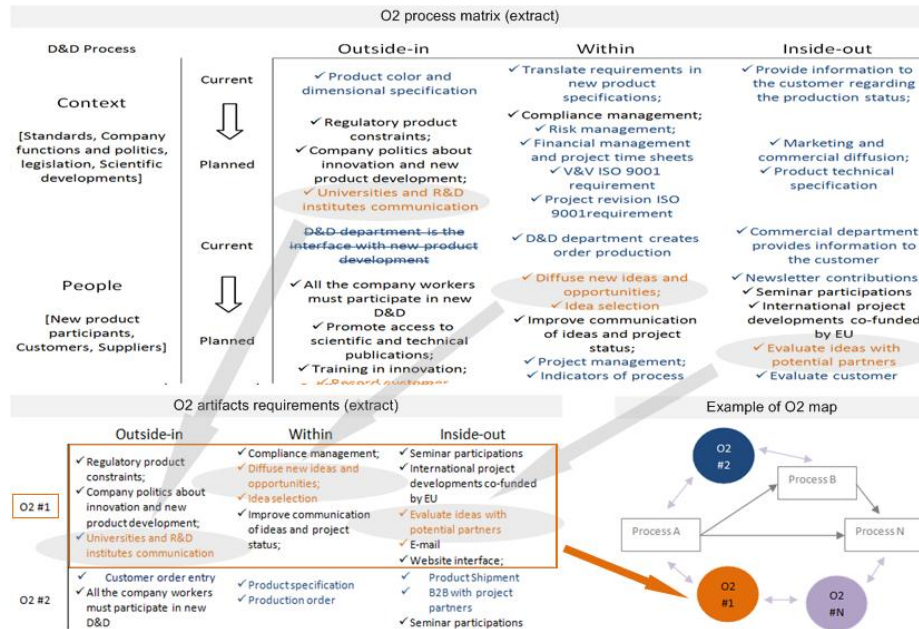 O2 process matrix (extract)
D&D Process
Outside-in
Within
Inside-out
Context
[Standards, Company
functions and politics,
legislation, Scientific
developments]
Current
Planned
✓ Product color and
dimensional specification
✓ Translate requirements in
new product
specifications;
✓ Provide information to
the customer regarding
the production status;
✓ Regulatory product
constraints;
✓ Company politics about
innovation and new
product development;
✓ Universities and R&D
institutes communication
✓ Compliance management;
✓ Risk management;
✓ Financial management
and project time sheets
✓ V&V ISO 9001
requirement
✓ Project revision ISO
9001requirement
✓ Marketing and
commercial diffusion;
✓ Product technical
specification
People
[New product
participants,
Customers, Suppliers]
Current
Planned
D&D department is the
interface with new product
development
✓ D&D department creates
order production
✓ Commercial department
provides information to
the customer
✓ All the company workers
must participate in new
D&D
✓ Promote access to
scientific and technical
publications;
✓ Training in innovation;
✓ Record customer
✓ Diffuse new ideas and
opportunities;
✓ Idea selection
✓ Improve communication
of ideas and project
status;
✓ Project management;
✓ Indicators of process
✓ Newsletter contributions
✓ Seminar participations
✓ International project
developments co-funded
by EU
✓ Evaluate ideas with
potential partners
✓ Evaluate customer
O2 artifacts requirements (extract)
Outside-in
Within
Inside-out
O2 #1
✓ Regulatory product
constraints;
✓ Company politics about
innovation and new
product development;
✓ Universities and R&D
institutes communication
✓ Compliance management;
✓ Diffuse new ideas and
opportunities;
✓ Idea selection
✓ Improve communication
of ideas and project
status;
✓ Seminar participations
✓ International project
developments co-funded
by EU
✓ Evaluate ideas with
potential partners
✓ E-mail
✓ Website interface;
O2 #2
✓ Customer order entry
✓ All the company workers
must participate in new
D&D
✓ Product specification
✓ Production order
✓ Product Shipment
✓ B2B with project
partners
✓ Seminar participations
Example of O2 map
O2
#2
Process B
Process A
Process N
O2
#1
O2
#N